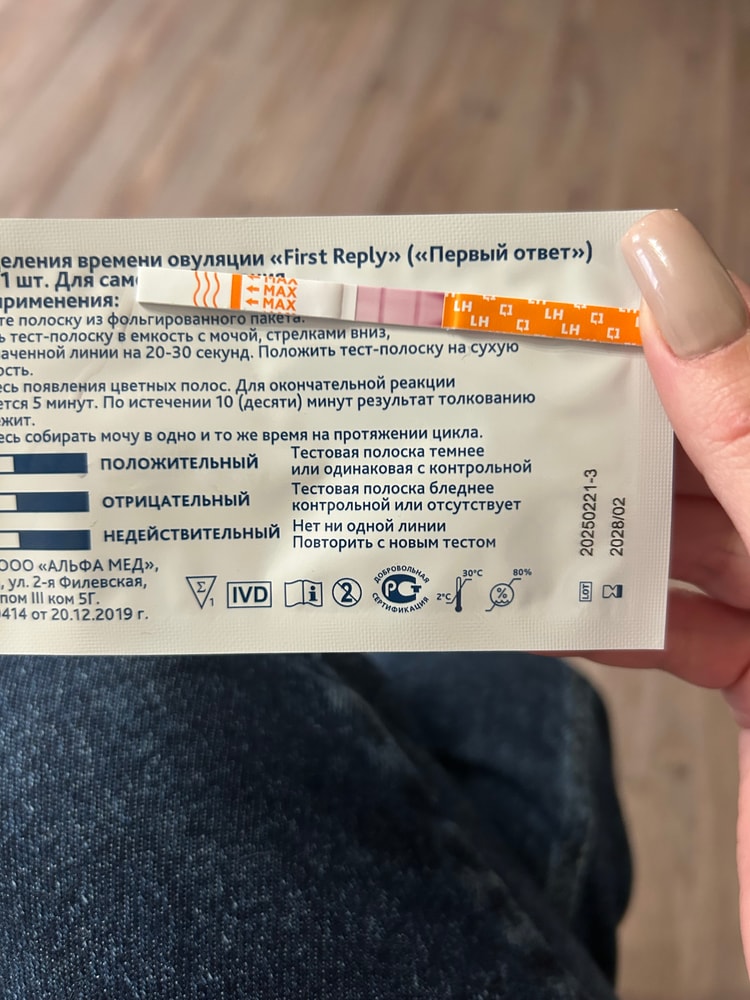 еления времени овуляции «First Reply» («Первый ответ»)
1 шт. Для сам
применения:
MAX
MAX
MAX
LH LH LH LH LH
те полоску из фольгированного пакета.
ь тест-полоску в емкость с мочой, стрелками вниз,
аченной линии на 20-30 секунд. Положить тест-полоску на сухую
ость.
есь появления цветных полос. Для окончательной реакции
ется 5 минут. По истечении 10 (десяти) минут результат толкованию
жит.
есь собирать мочу в одно и то же время на протяжении цикла.
ПОЛОЖИТЕЛЬНЫЙ Тестовая полоска темнее
или одинаковая с контрольной
ОТРИЦАТЕЛЬНЫЙ Тестовая полоска бледнее
контрольной или отсутствует
НЕДЕЙСТВИТЕЛЬНЫЙ Нет ни одной линии
Повторить с новым тестом
ООО «АЛЬФА МЕД»,
, ул. 2-я Филевская,
пом III ком 5Г.
0414 от 20.12.2019 г.
Σ 1 IVD i 2 ДОБРОВОЛЬНАЯ РСТ СЕРТИФИКАЦИЯ 2°C 30°C % 80%
LOT 20250221-3
2028/02